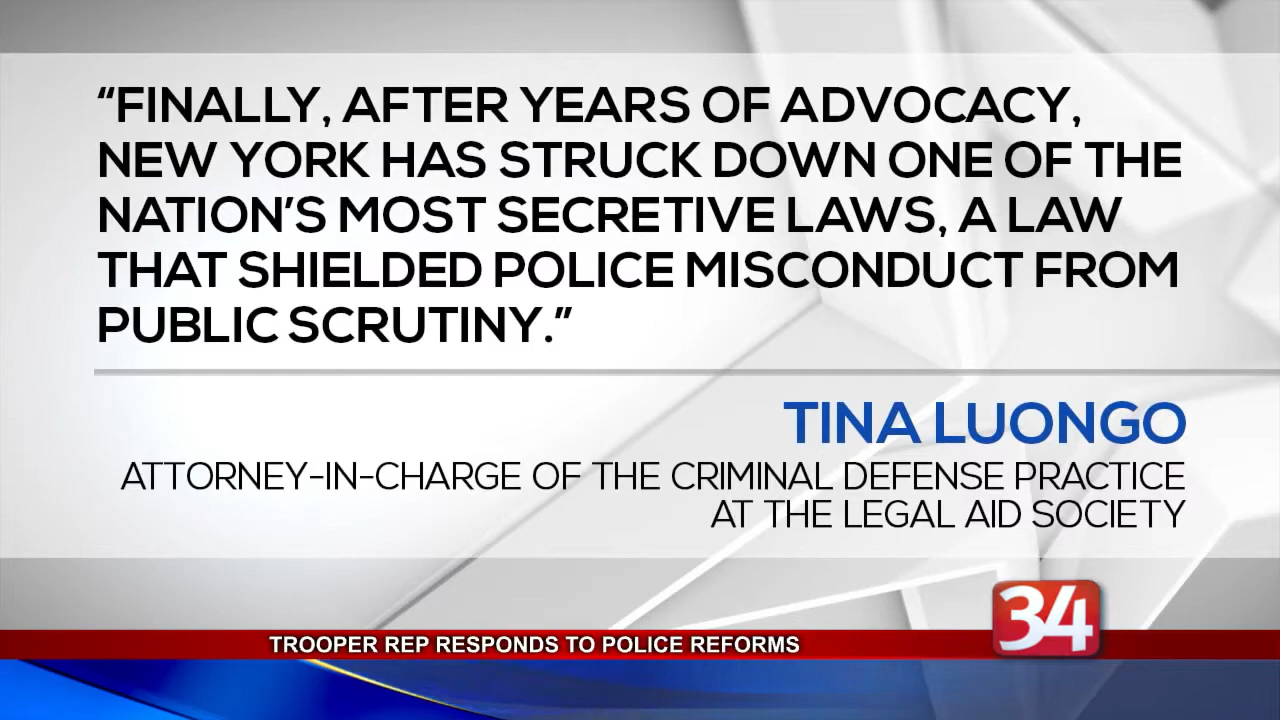 “FINALLY, AFTER YEARS OF ADVOCACY,
NEW YORK HAS STRUCK DOWN ONE OF THE
NATION’S MOST SECRETIVE LAWS, A LAW
THAT SHIELDED POLICE MISCONDUCT FROM
PUBLIC SCRUTINY.”
TINA LUONGO
ATTORNEY-IN-CHARGE OF THE CRIMINAL DEFENSE PRACTICE
AT THE LEGAL AID SOCIETY
34
TROOPER REP RESPONDS TO POLICE REFORMS